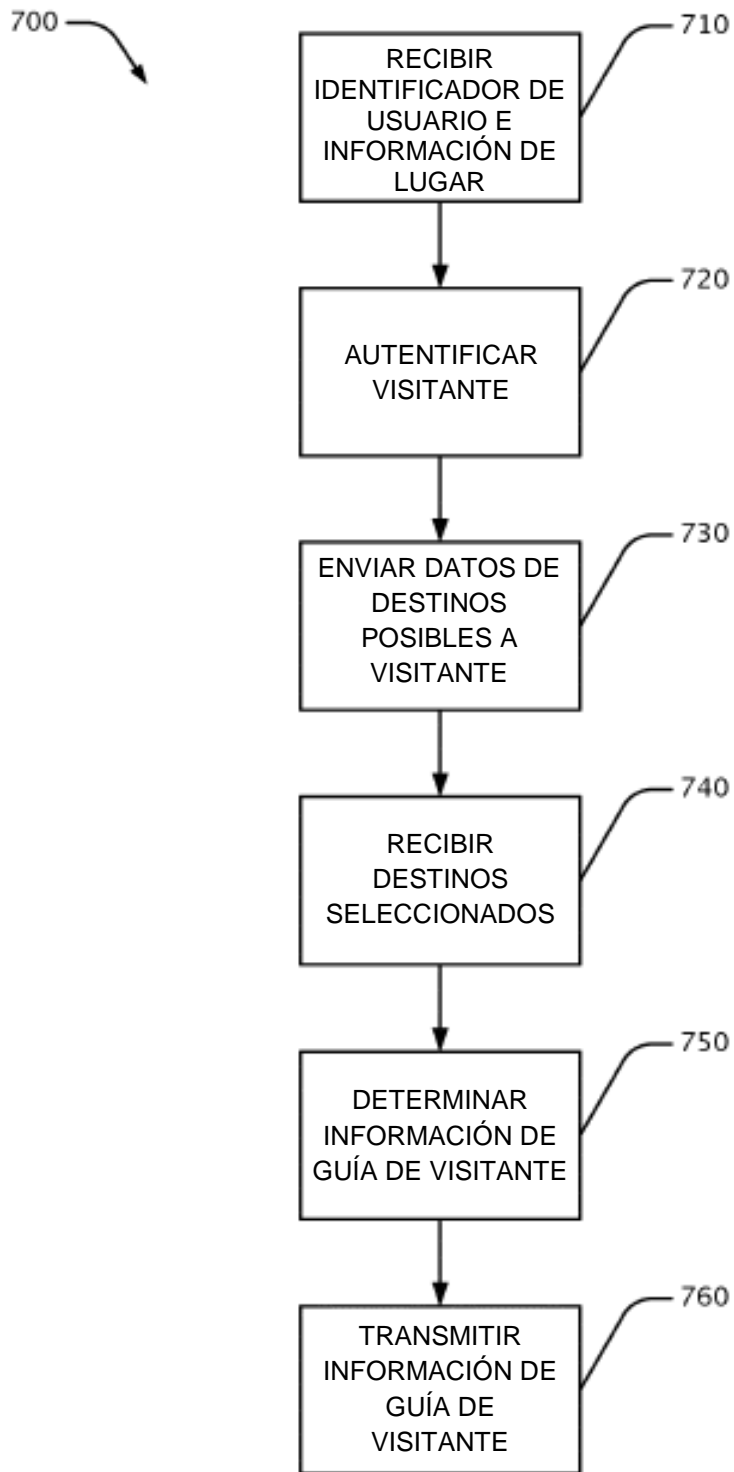 700
710
RECIBIR
IDENTIFICADOR DE
USUARIO E
INFORMACIÓN DE
LUGAR
720
AUTENTIFICAR
VISITANTE
730
ENVIAR DATOS DE
DESTINOS
POSIBLES A
VISITANTE
740
RECIBIR
DESTINOS
SELECCIONADOS
750
DETERMINAR
INFORMACIÓN DE
GUÍA DE VISITANTE
760
TRANSMITIR
INFORMACIÓN DE
GUÍA DE
VISITANTE